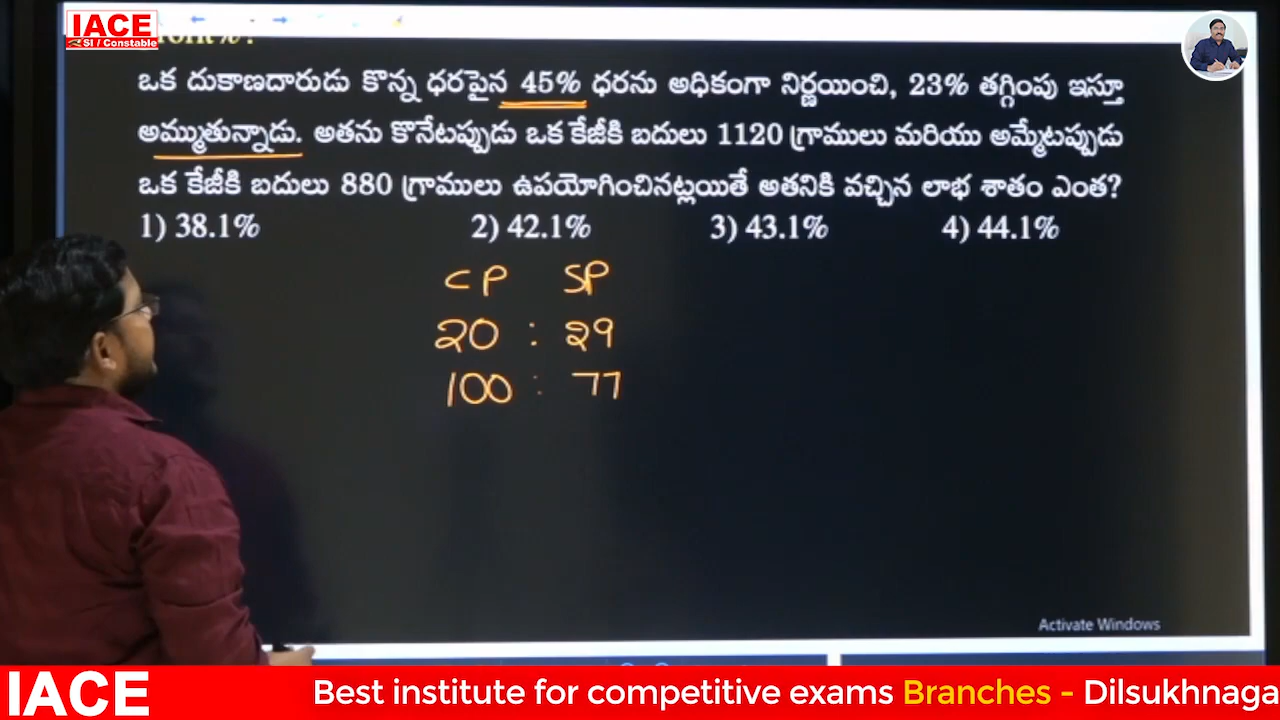 IACE
SI / Constable
ఒక దుకాణదారుడు కొన్న ధరపైన 45% ధరను అధికంగా నిర్ణయించి, 23% తగ్గింపు ఇస్తూ
అమ్ముతున్నాడు. అతను కొనేటప్పుడు ఒక కేజీకి బదులు 1120 గ్రాములు మరియు అమ్మేటప్పుడు
ఒక కేజీకి బదులు 880 గ్రాములు ఉపయోగించినట్లయితే అతనికి వచ్చిన లాభ శాతం ఎంత?
1) 38.1% 2) 42.1% 3) 43.1% 4) 44.1%
CP SP
20 : 29
100 : 77
Activate Windows
IACE Best institute for competitive exams Branches - Dilsukhnaga